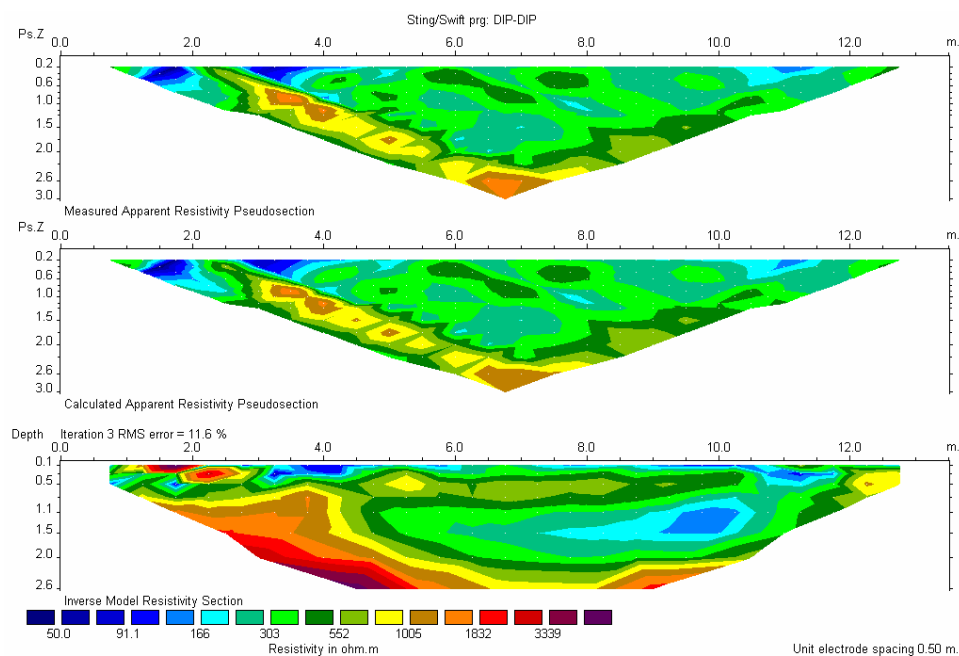 Sting/Swift prg: DIP-DIP
Ps.Z
0.0 2.0 4.0 6.0 8.0 10.0 12.0 m.
0.2
0.6
1.0
1.5
2.0
2.6
3.0
Measured Apparent Resistivity Pseudosection
Ps.Z
0.0 2.0 4.0 6.0 8.0 10.0 12.0 m.
0.2
0.6
1.0
1.5
2.0
2.6
3.0
Calculated Apparent Resistivity Pseudosection
Depth Iteration 3 RMS error = 11.6 %
0.0 2.0 4.0 6.0 8.0 10.0 12.0 m.
0.1
0.5
1.1
1.5
2.0
2.6
Inverse Model Resistivity Section
50.0 91.1 166 303 552 1005 1832 3339
Resistivity in ohm.m
Unit electrode spacing 0.50 m.